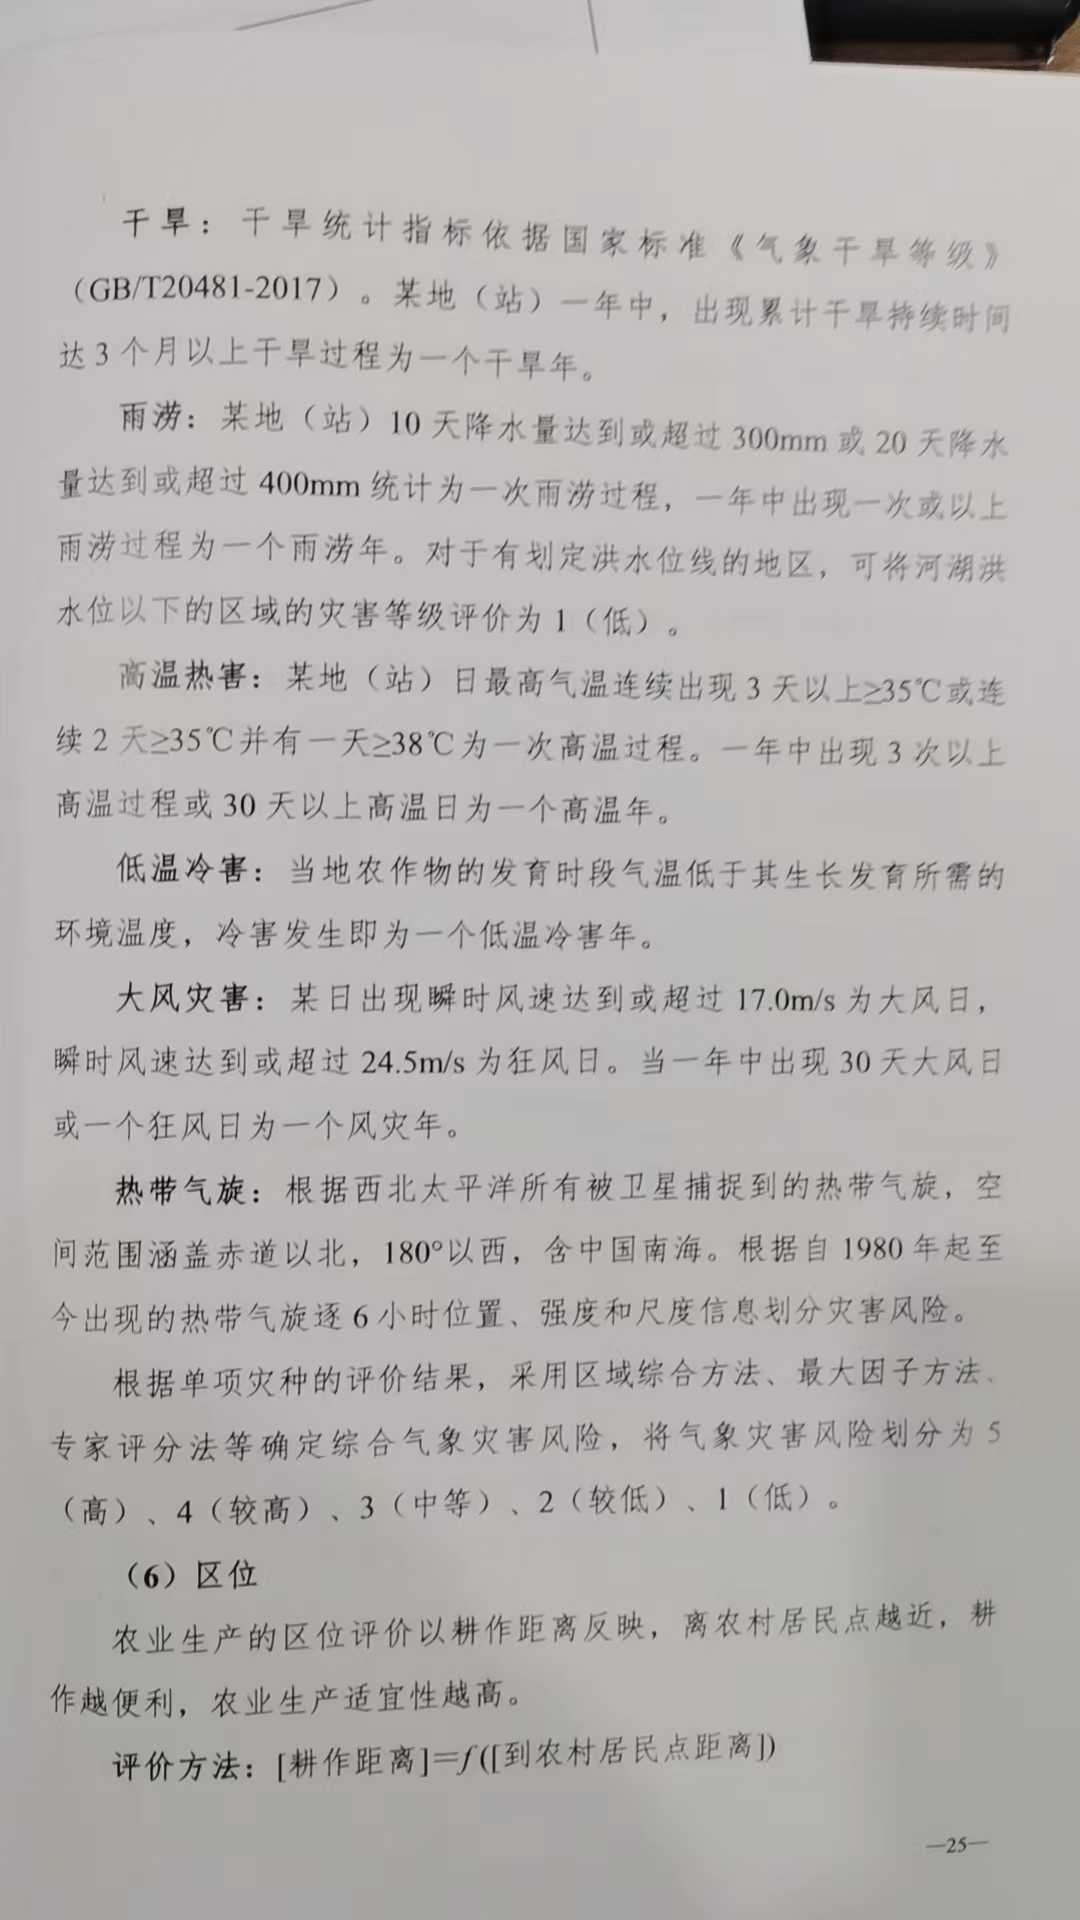 干旱：干旱统计指标依据国家标准《气象干旱等级》
（GB/T20481-2017）。某地（站）一年中，出现累计干旱持续时间
达 3 个月以上干旱过程为一个干旱年。
雨涝：某地（站）10 天降水量达到或超过 300mm 或 20 天降水
量达到或超过 400mm 统计为一次雨涝过程，一年中出现一次或以上
雨涝过程为一个雨涝年。对于有划定洪水位线的地区，可将河湖洪
水位以下的区域的灾害等级评价为 1（低）。
高温热害：某地（站）日最高气温连续出现 3 天以上≥35℃或连
续 2 天≥35℃并有一天≥38℃为一次高温过程。一年中出现 3 次以上
高温过程或 30 天以上高温日为一个高温年。
低温冷害：当地农作物的发育时段气温低于其生长发育所需的
环境温度，冷害发生即为一个低温冷害年。
大风灾害：某日出现瞬时风速达到或超过 17.0m/s 为大风日，
瞬时风速达到或超过 24.5m/s 为狂风日。当一年中出现 30 天大风日
或一个狂风日为一个风灾年。
热带气旋：根据西北太平洋所有被卫星捕捉到的热带气旋，空
间范围涵盖赤道以北，180°以西，含中国南海。根据自 1980 年起至
今出现的热带气旋逐 6 小时位置、强度和尺度信息划分灾害风险。
根据单项灾种的评价结果，采用区域综合方法、最大因子方法、
专家评分法等确定综合气象灾害风险，将气象灾害风险划分为 5
（高）、4（较高）、3（中等）、2（较低）、1（低）。
（6）区位
农业生产的区位评价以耕作距离反映，离农村居民点越近，耕
作越便利，农业生产适宜性越高。
评价方法：[耕作距离]=f([到农村居民点距离])
—25—